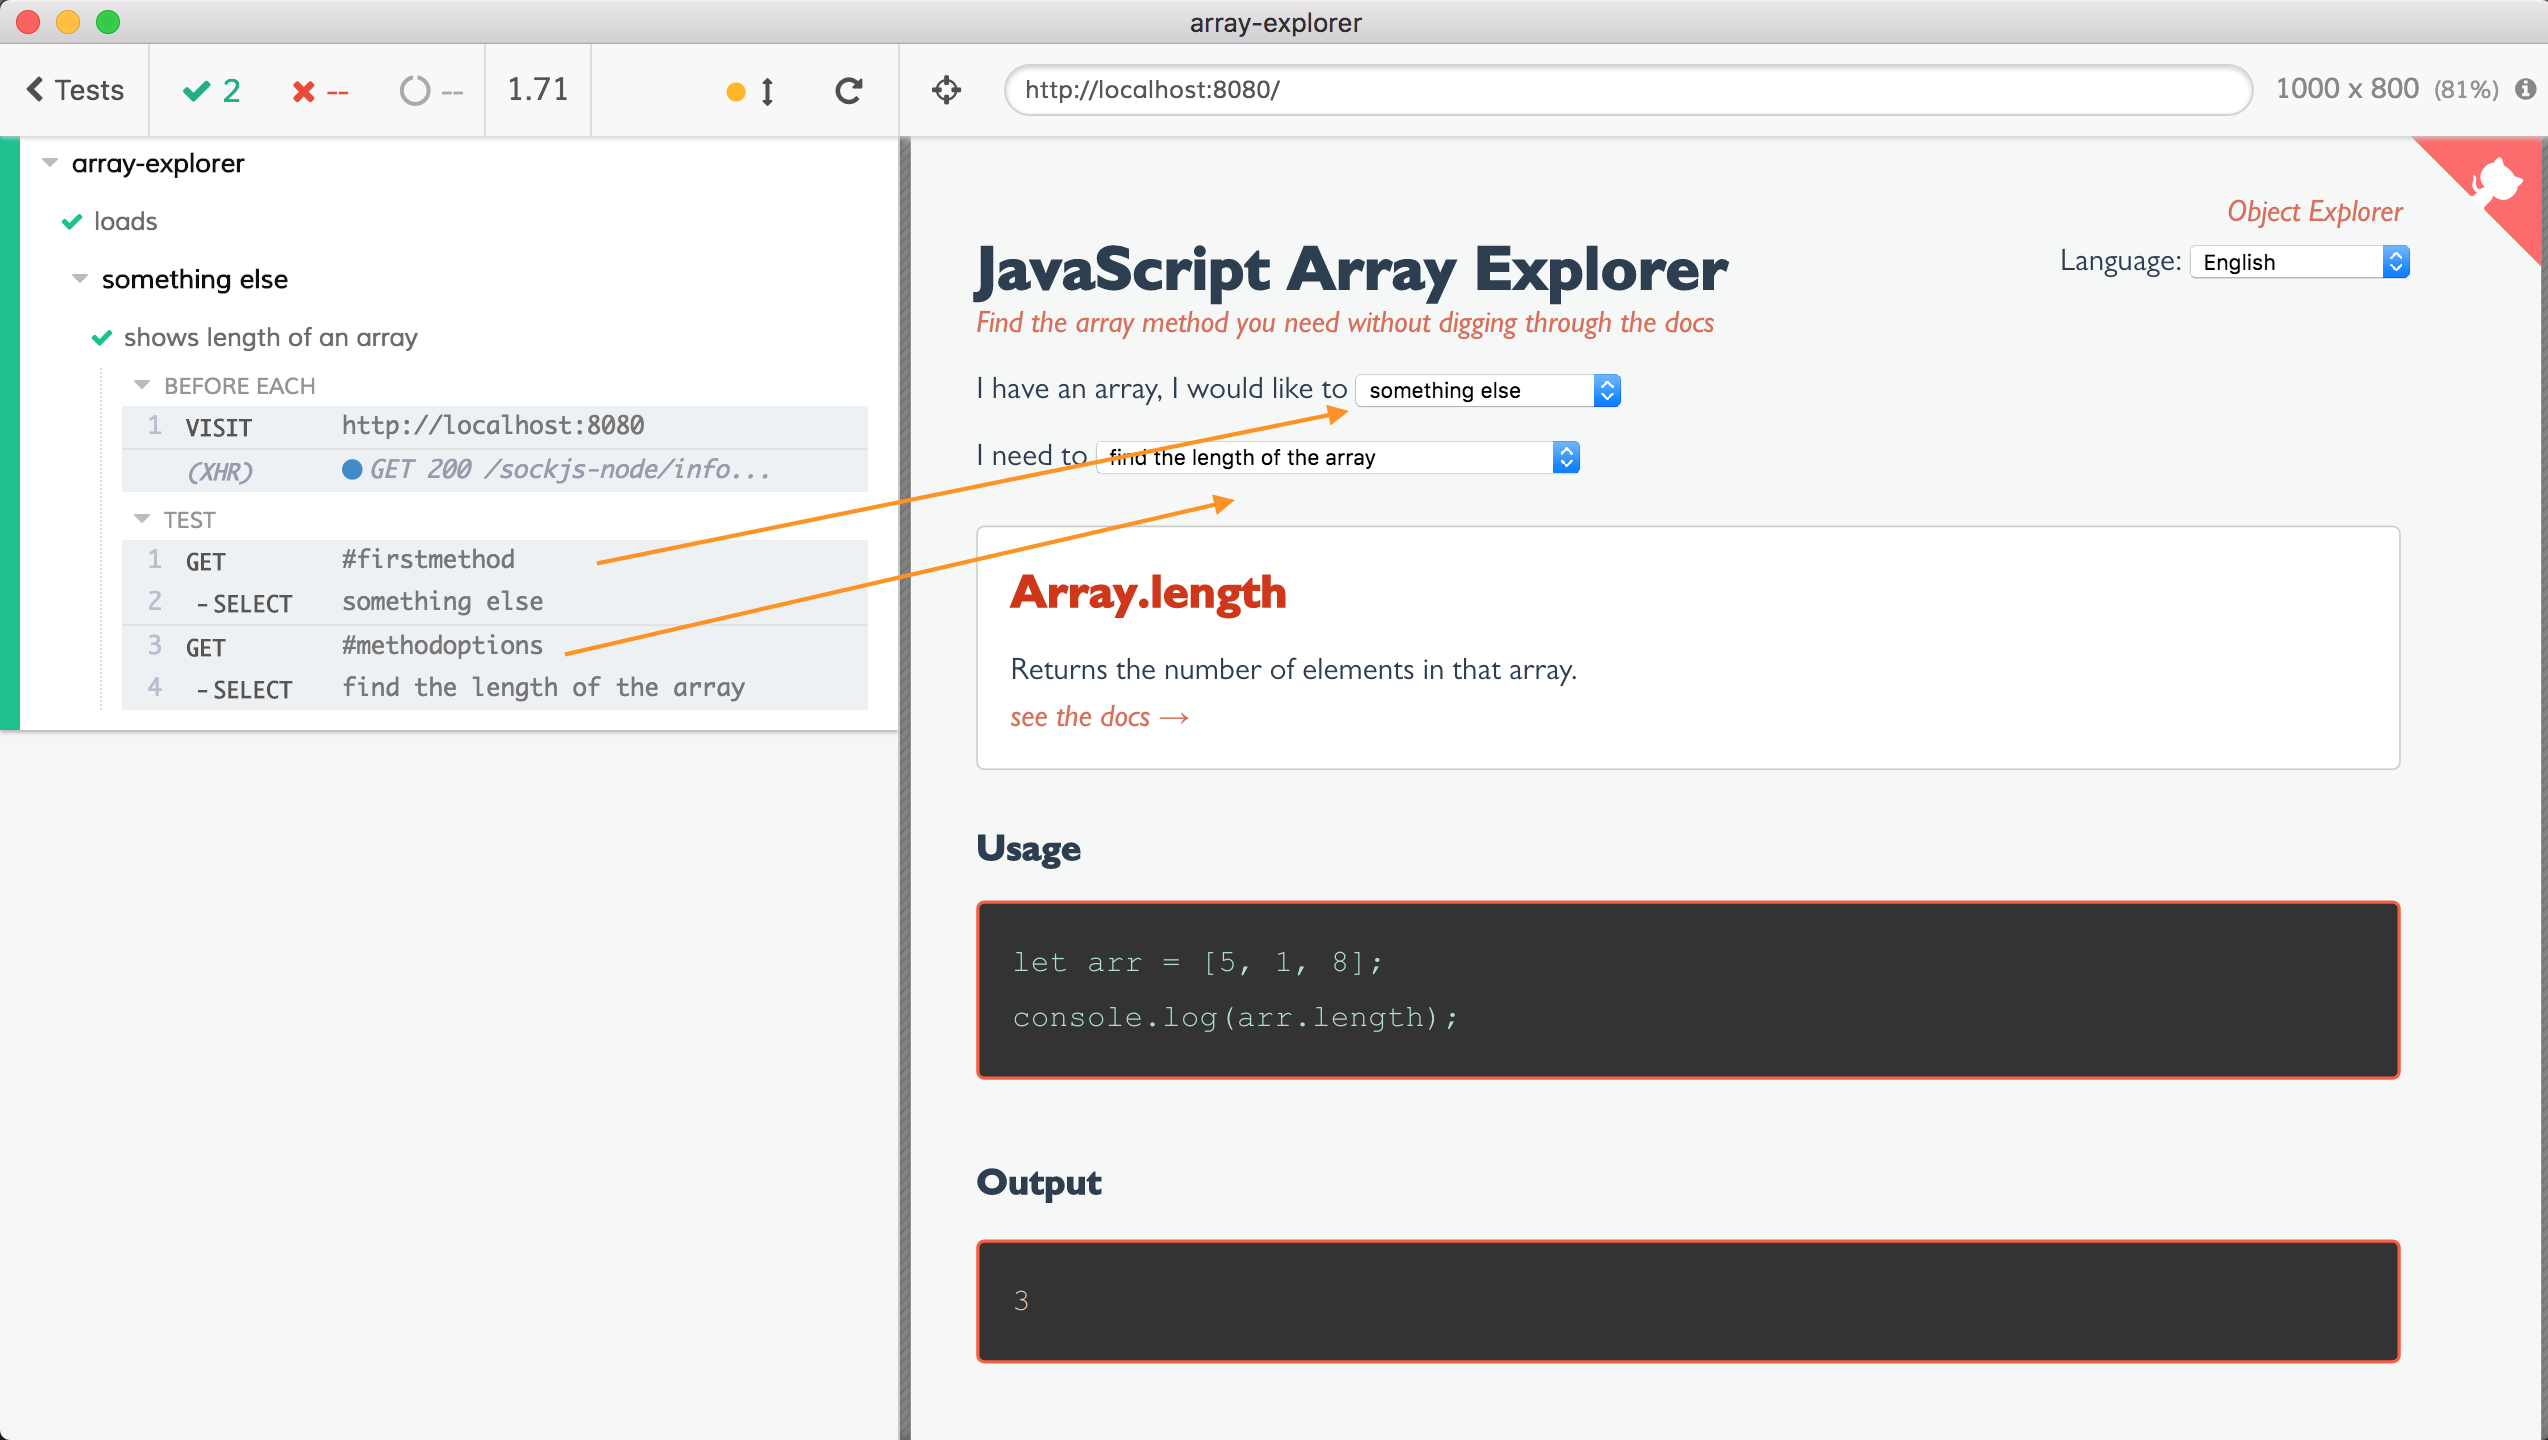 array-explorer
Tests
2
--
--
1.71
http://localhost:8080/
1000 x 800 (81%)
array-explorer
loads
something else
shows length of an array
BEFORE EACH
1 VISIT http://localhost:8080
(XHR) GET 200 /sockjs-node/info...
TEST
1 GET #firstmethod
2 -SELECT something else
3 GET #methodoptions
4 -SELECT find the length of the array
Object Explorer
Language: English
JavaScript Array Explorer
Find the array method you need without digging through the docs
I have an array, I would like to something else
I need to find the length of the array
Array.length
Returns the number of elements in that array.
see the docs →
Usage
let arr = [5, 1, 8];
console.log(arr.length);
Output
3